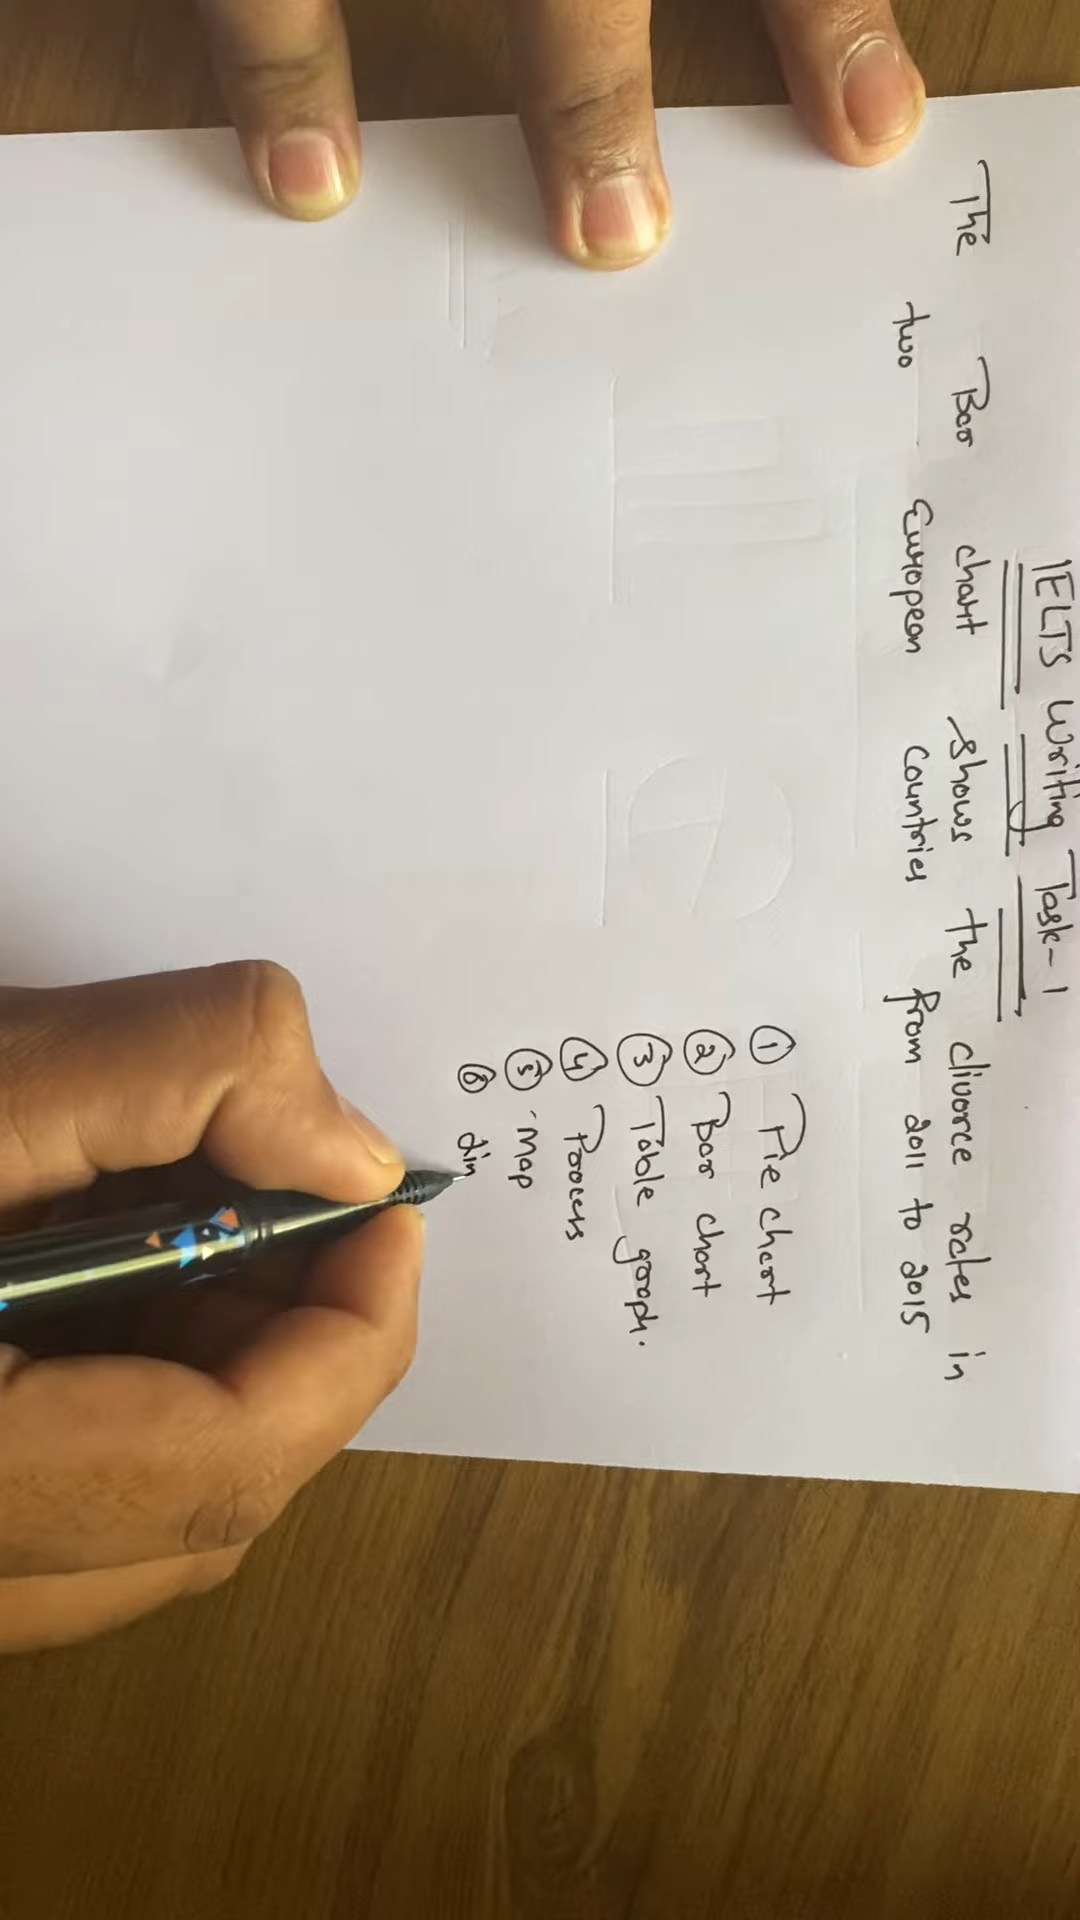 IELTS Writing Task-1
The Bar chart shows the divorce rates in
two European Countries from 2011 to 2015
① Pie chart
② Bar chart
③ Table graph.
④ Process
⑤ Map
⑥ Lin